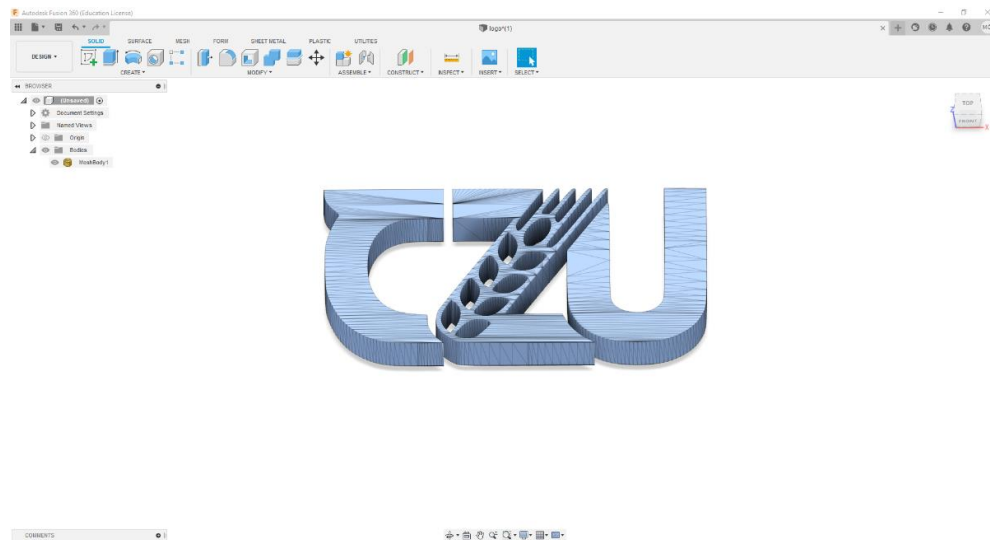 Autodesk Fusion 360 (Education License)
logo*(1)
SOLID SURFACE MESH FORM SHEET METAL PLASTIC UTILITIES
DESIGN
CREATE MODIFY ASSEMBLE CONSTRUCT INSPECT INSERT SELECT
BROWSER
(Unsaved)
Document Settings
Named Views
Origin
Bodies
MeshBody1
TOP
FRONT
X
CZU
COMMENTS